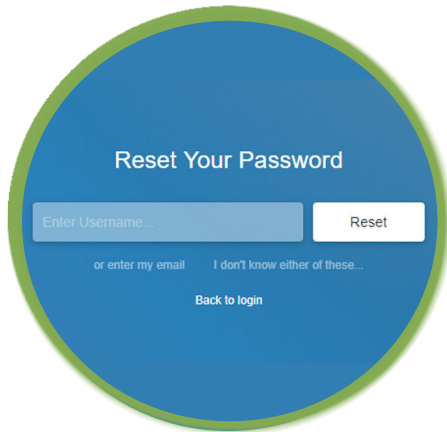 Reset Your Password
Enter Username... Reset
or enter my email I don't know either of these...
Back to login